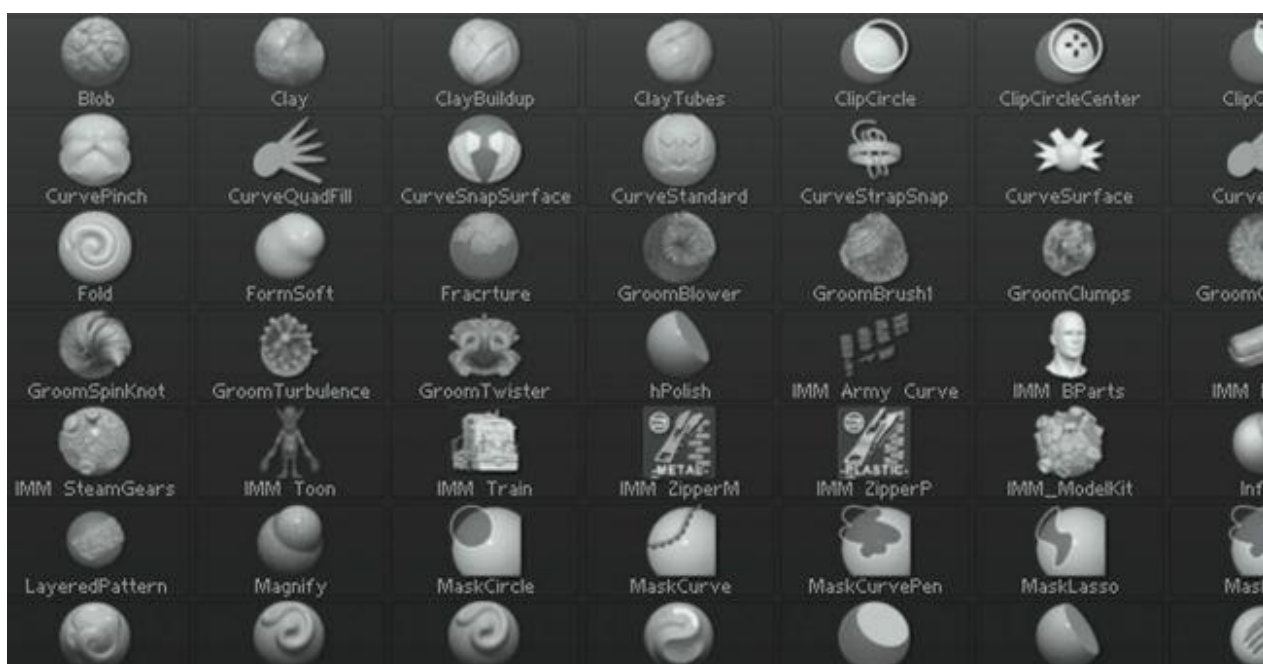 Blob Clay ClayBuildup ClayTubes ClipCircle ClipCircleCenter
CurvePinch CurveQuadFill CurveSnapSurface CurveStandard CurveStrapSnap CurveSurface Curve
Fold FormSoft Fracrture GroomBlower GroomBrush1 GroomClumps
GroomSpinKnot GroomTurbulence GroomTwister hPolish IMM Army Curve IMM BParts IMM
METAL PLASTIC
IMM SteamGears IMM Toon IMM Train IMM ZipperM IMM ZipperP IMM_ModelKit
LayeredPattern Magnify MaskCircle MaskCurve MaskCurvePen MaskLasso